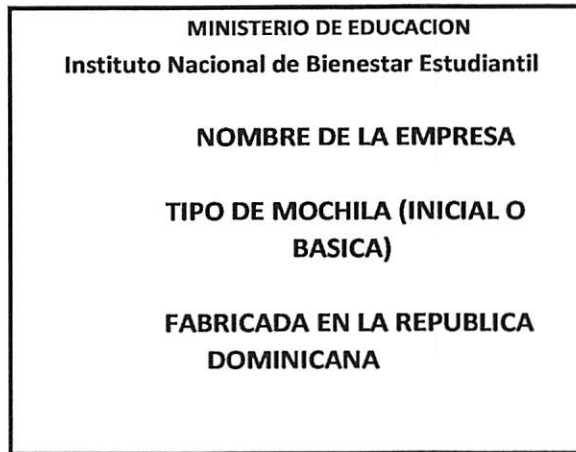 MINISTERIO DE EDUCACION
Instituto Nacional de Bienestar Estudiantil
NOMBRE DE LA EMPRESA
TIPO DE MOCHILA (INICIAL O
BASICA)
FABRICADA EN LA REPUBLICA
DOMINICANA